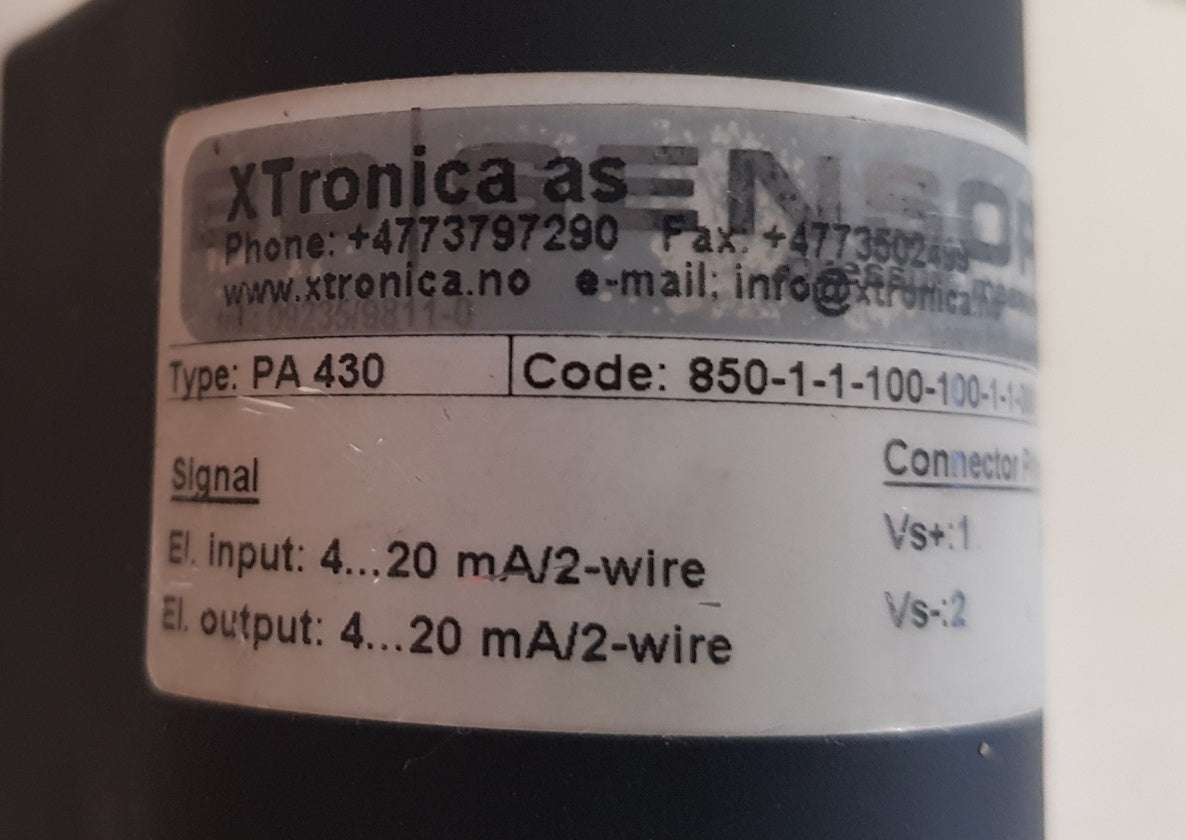 XTronica as
Phone: +4773797290 Fax: +4773502499
www.xtronica.no e-mail: info@xtronica.no
Type: PA 430 Code: 850-1-1-100-100-1-1-
Signal
Connector
El. input: 4...20 mA/2-wire
Vs+:1
El. output: 4...20 mA/2-wire
Vs-:2